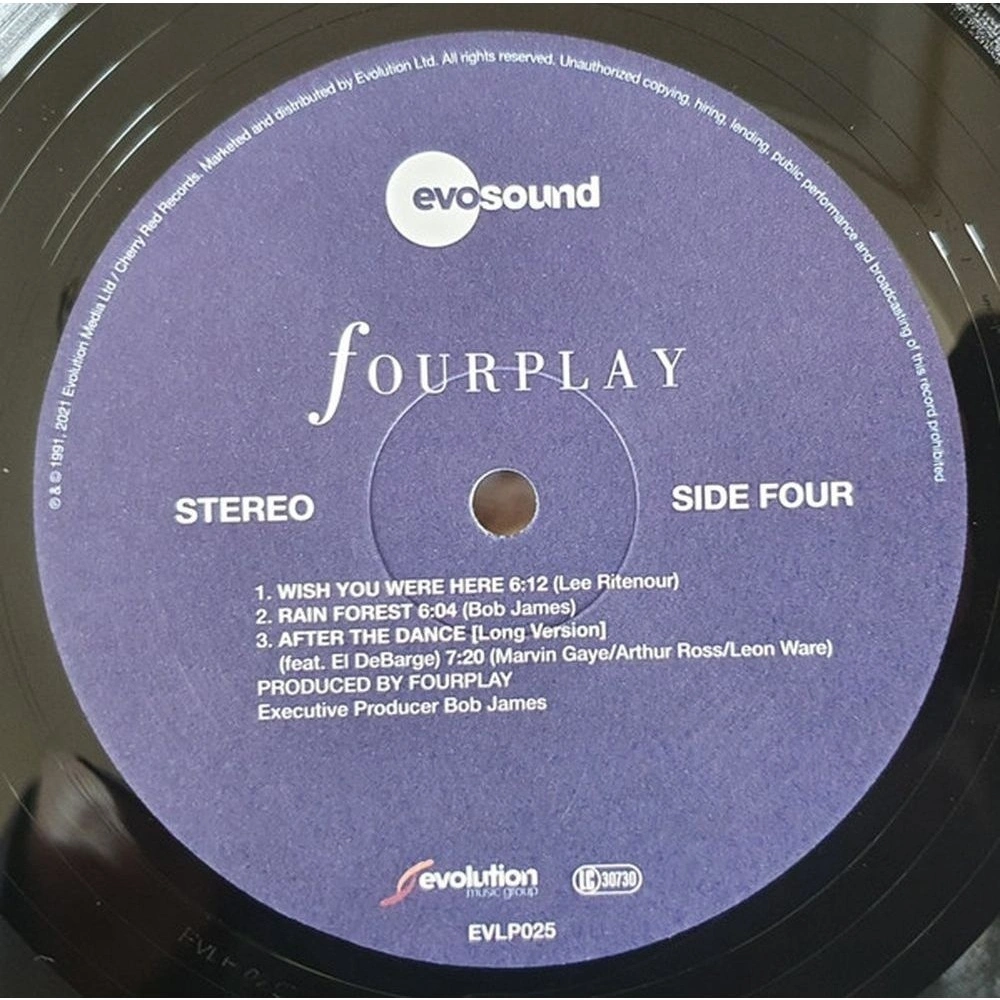 ℗ & © 1991, 2021 Evolution Media Ltd / Cherry Red Records. Marketed and distributed by Evolution Ltd. All rights reserved. Unauthorized copying, hiring, lending, public performance and broadcasting of this record prohibited
evosound
fOURPLAY
STEREO
SIDE FOUR
1. WISH YOU WERE HERE 6:12 (Lee Ritenour)
2. RAIN FOREST 6:04 (Bob James)
3. AFTER THE DANCE [Long Version]
(feat. El DeBarge) 7:20 (Marvin Gaye/Arthur Ross/Leon Ware)
PRODUCED BY FOURPLAY
Executive Producer Bob James
evolution
music group
LC 30730
EVLP025